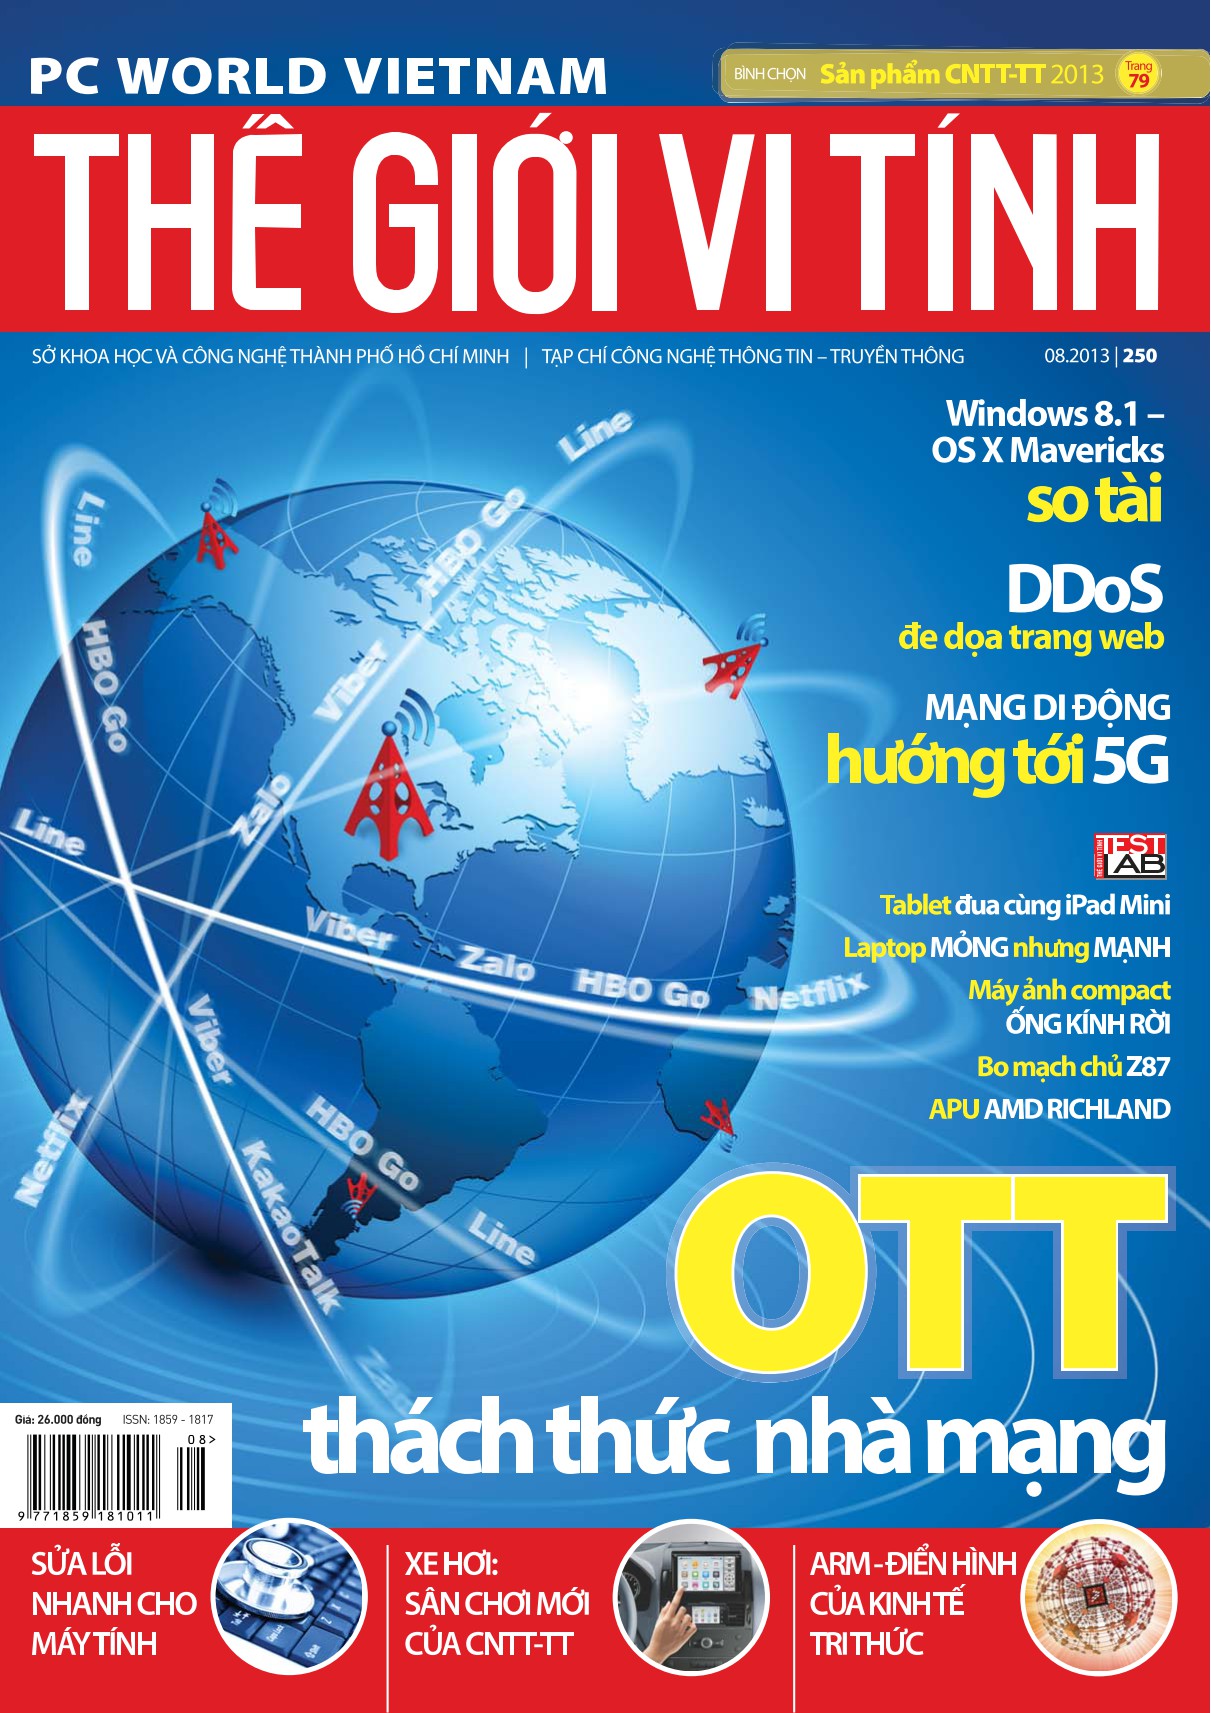 PC WORLD VIETNAM
BÌNH CHỌN Sản phẩm CNTT-TT 2013 Trang 79
THẾ GIỚI VI TÍNH
SỞ KHOA HỌC VÀ CÔNG NGHỆ THÀNH PHỐ HỒ CHÍ MINH | TẠP CHÍ CÔNG NGHỆ THÔNG TIN – TRUYỀN THÔNG 08.2013 | 250
Windows 8.1 –
OS X Mavericks
so tài
DDoS
đe dọa trang web
MẠNG DI ĐỘNG
hướng tới 5G
THẾ GIỚI VI TÍNH
TEST
LAB
Tablet đua cùng iPad Mini
Laptop MỎNG nhưng MẠNH
Máy ảnh compact
ỐNG KÍNH RỜI
Bo mạch chủ Z87
APU AMD RICHLAND
Line
HBO Go
Viber
Zalo
Line
HBO Go
Line
Viber
Zalo
HBO Go
Netflix
Viber
KakaoTalk
HBO Go
Line
Netflix
OTT
thách thức nhà mạng
Giá: 26.000 đồng ISSN: 1859 - 1817
08>
9 771859 181011
SỬA LỖI
NHANH CHO
MÁY TÍNH
XE HƠI:
SÂN CHƠI MỚI
CỦA CNTT-TT
ARM - ĐIỂN HÌNH
CỦA KINH TẾ
TRI THỨC